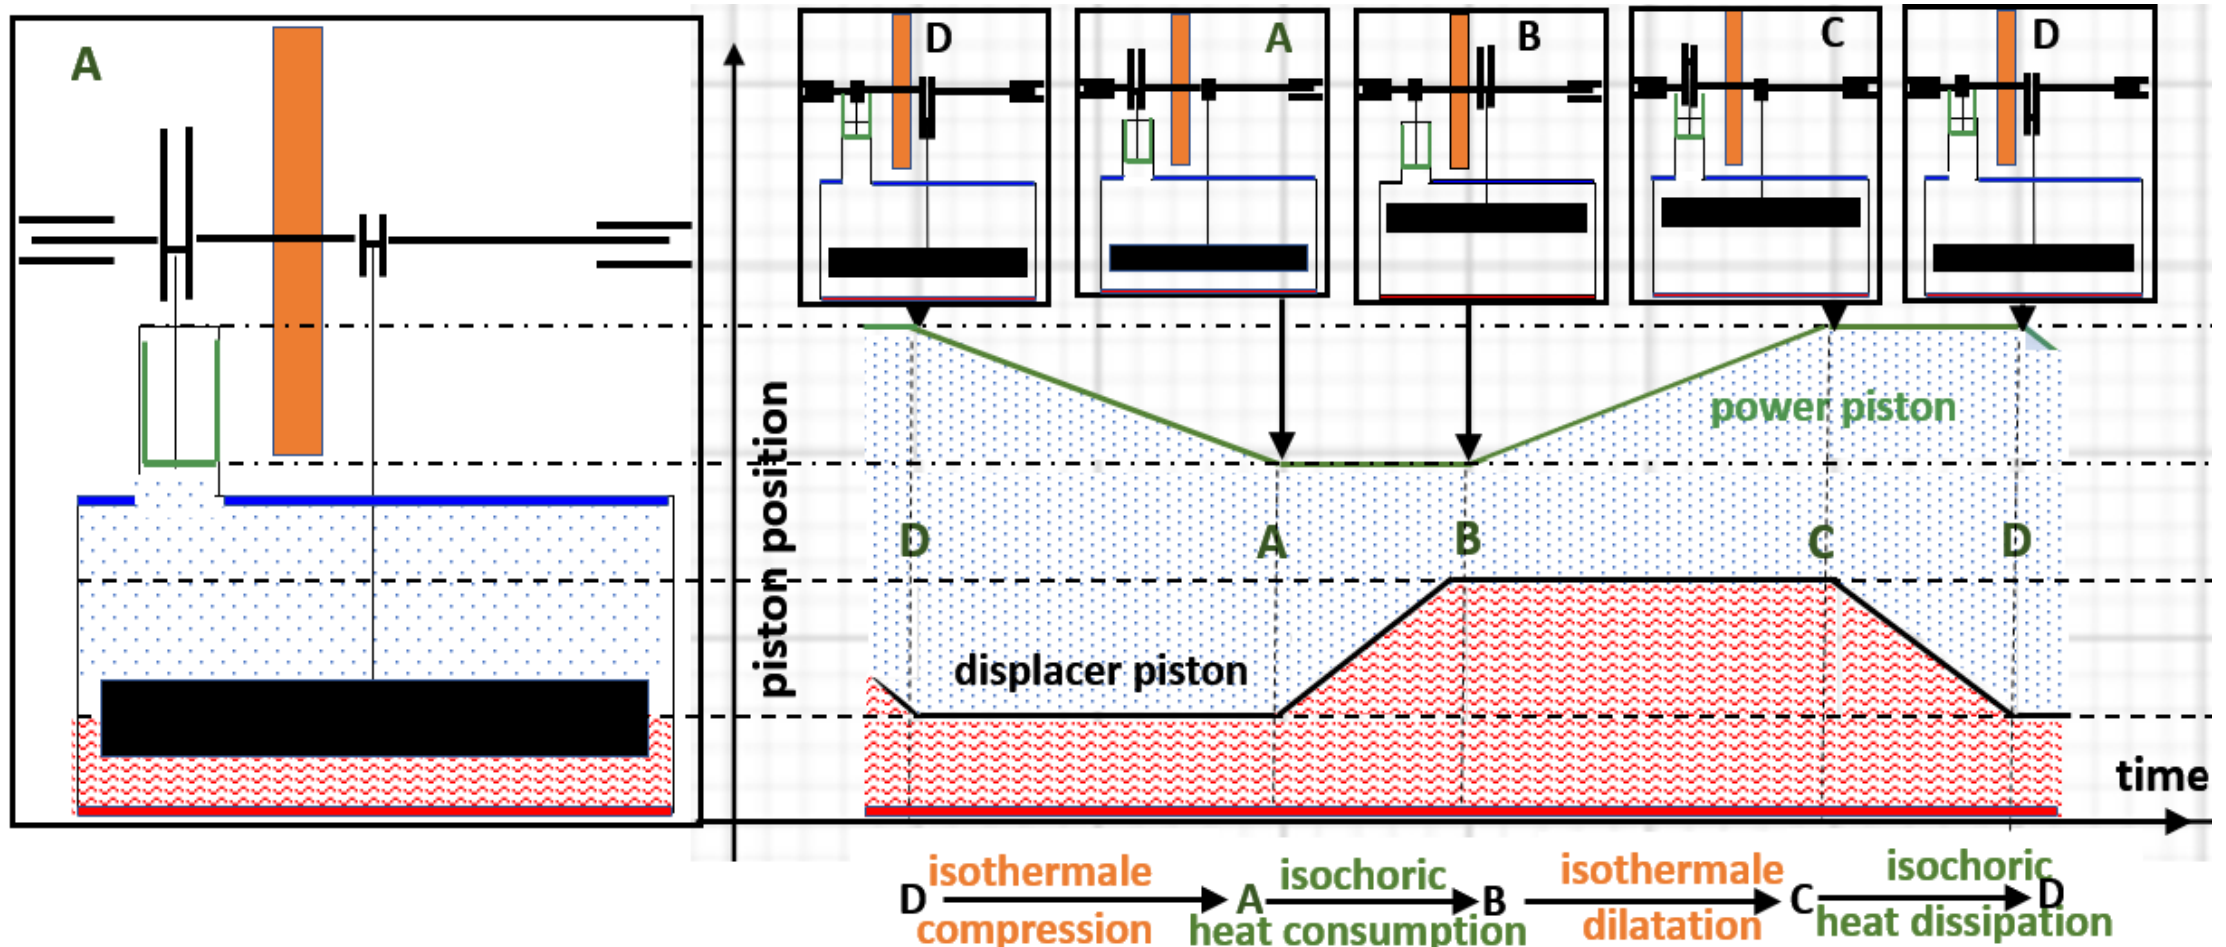 A
D
A
B
C
D
piston position
power piston
D
A
B
C
D
displacer piston
time
isothermale
isochoric
isothermale
isochoric
D
A
B
C
D
compression
heat consumption
dilatation
heat dissipation